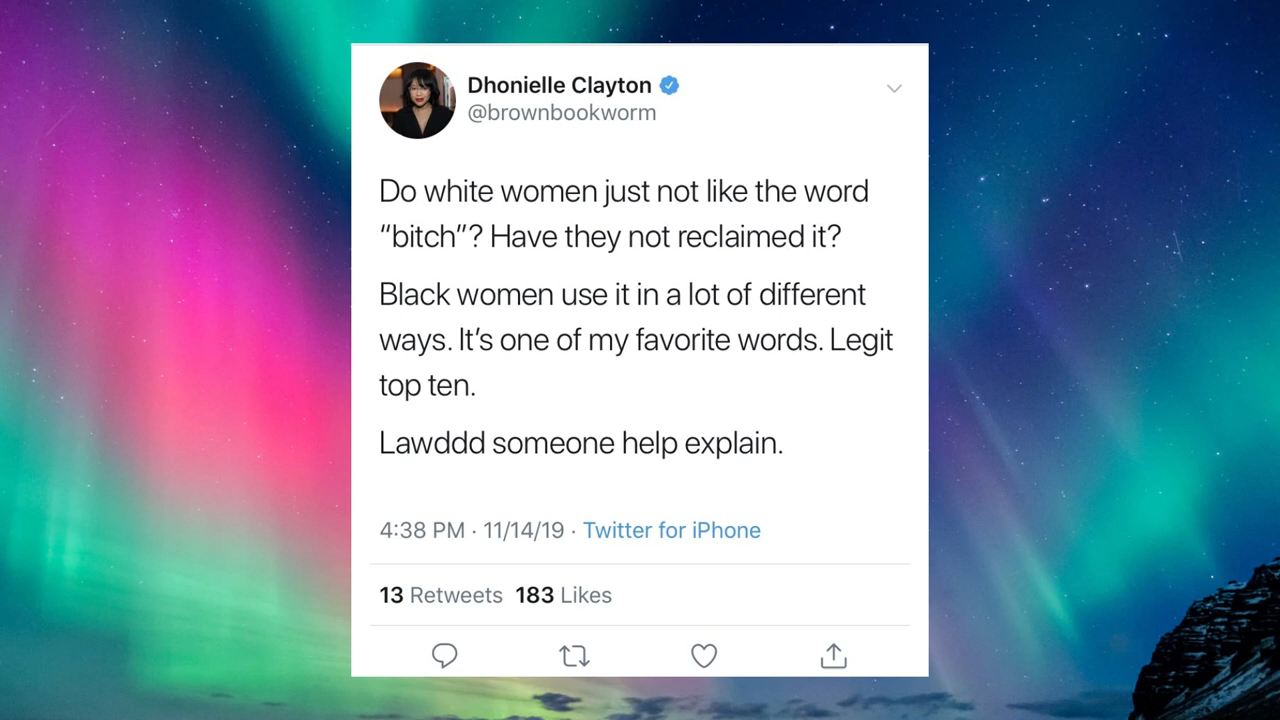 Dhonielle Clayton
@brownbookworm
Do white women just not like the word
“bitch”? Have they not reclaimed it?
Black women use it in a lot of different
ways. It’s one of my favorite words. Legit
top ten.
Lawddd someone help explain.
4:38 PM · 11/14/19 · Twitter for iPhone
13 Retweets 183 Likes